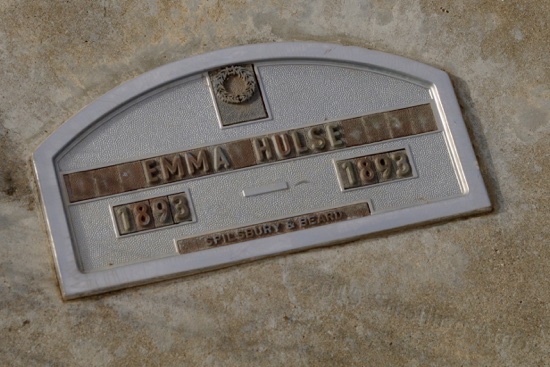 EMMA HULSE
1893 1893
SPILSBURY & BEARD